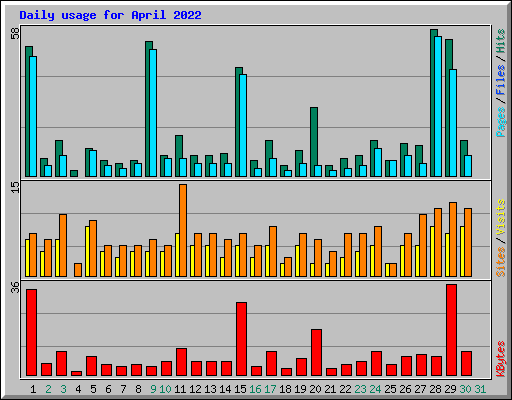 Daily usage for April 2022
58
Pages/Files/Hits
15
Sites/Visits
36
KBytes
1 2 3 4 5 6 7 8 9 10 11 12 13 14 15 16 17 18 19 20 21 22 23 24 25 26 27 28 29 30 31